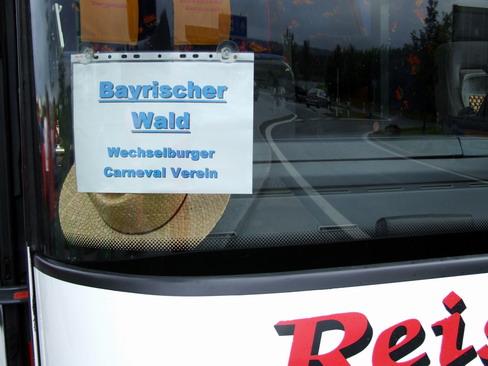 Bayrischer
Wald
Wechselburger
Carneval Verein
Reis